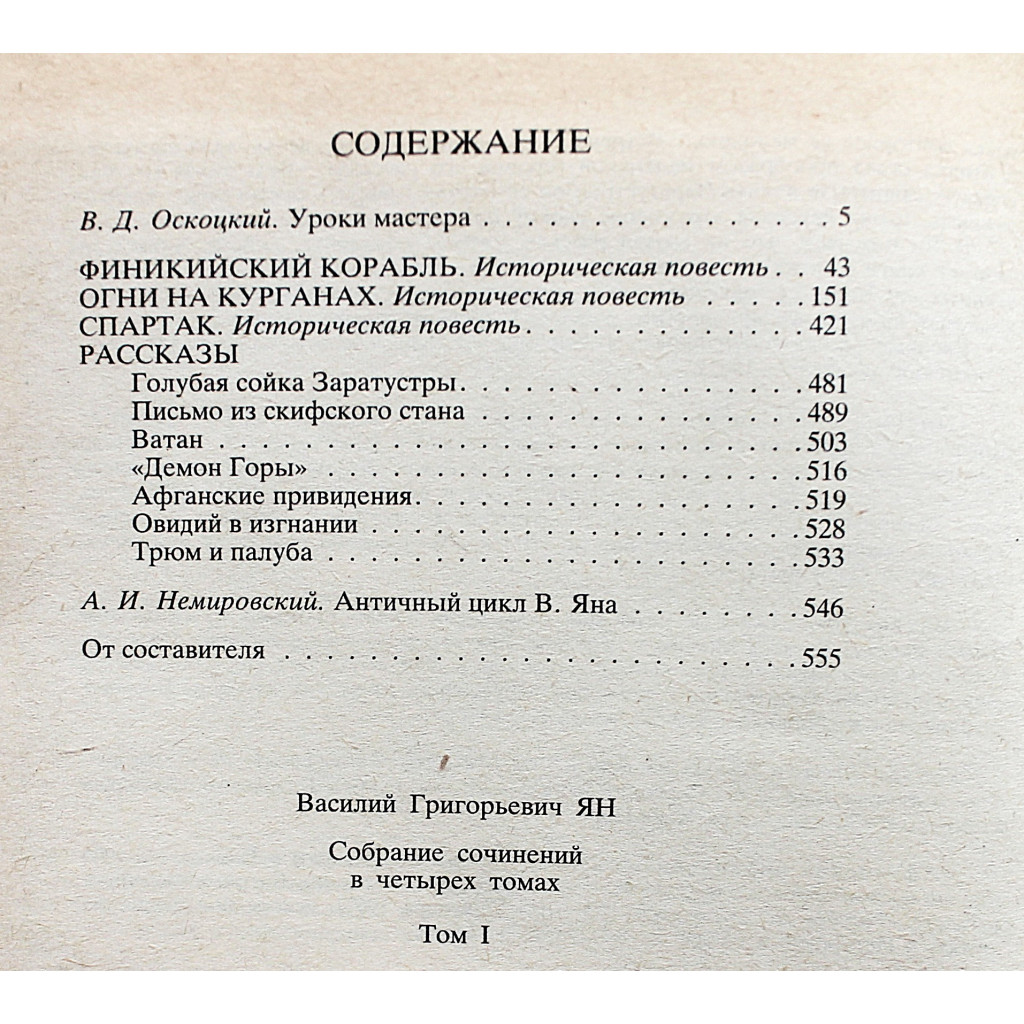 СОДЕРЖАНИЕ
В. Д. Оскоцкий. Уроки мастера . . . . . . . . . . . . . . . . . 5
ФИНИКИЙСКИЙ КОРАБЛЬ. Историческая повесть . . 43
ОГНИ НА КУРГАНАХ. Историческая повесть . . . . . 151
СПАРТАК. Историческая повесть . . . . . . . . . . . . . 421
РАССКАЗЫ
Голубая сойка Заратустры . . . . . . . . . . . . . . . . 481
Письмо из скифского стана . . . . . . . . . . . . . . . 489
Ватан . . . . . . . . . . . . . . . . . . . . . . . . . . . 503
«Демон Горы» . . . . . . . . . . . . . . . . . . . . . . 516
Афганские привидения . . . . . . . . . . . . . . . . . . 519
Овидий в изгнании . . . . . . . . . . . . . . . . . . . . 528
Трюм и палуба . . . . . . . . . . . . . . . . . . . . . . 533
А. И. Немировский. Античный цикл В. Яна . . . . . . . . 546
От составителя . . . . . . . . . . . . . . . . . . . . . . . . 555
Василий Григорьевич ЯН
Собрание сочинений
в четырех томах
Том I